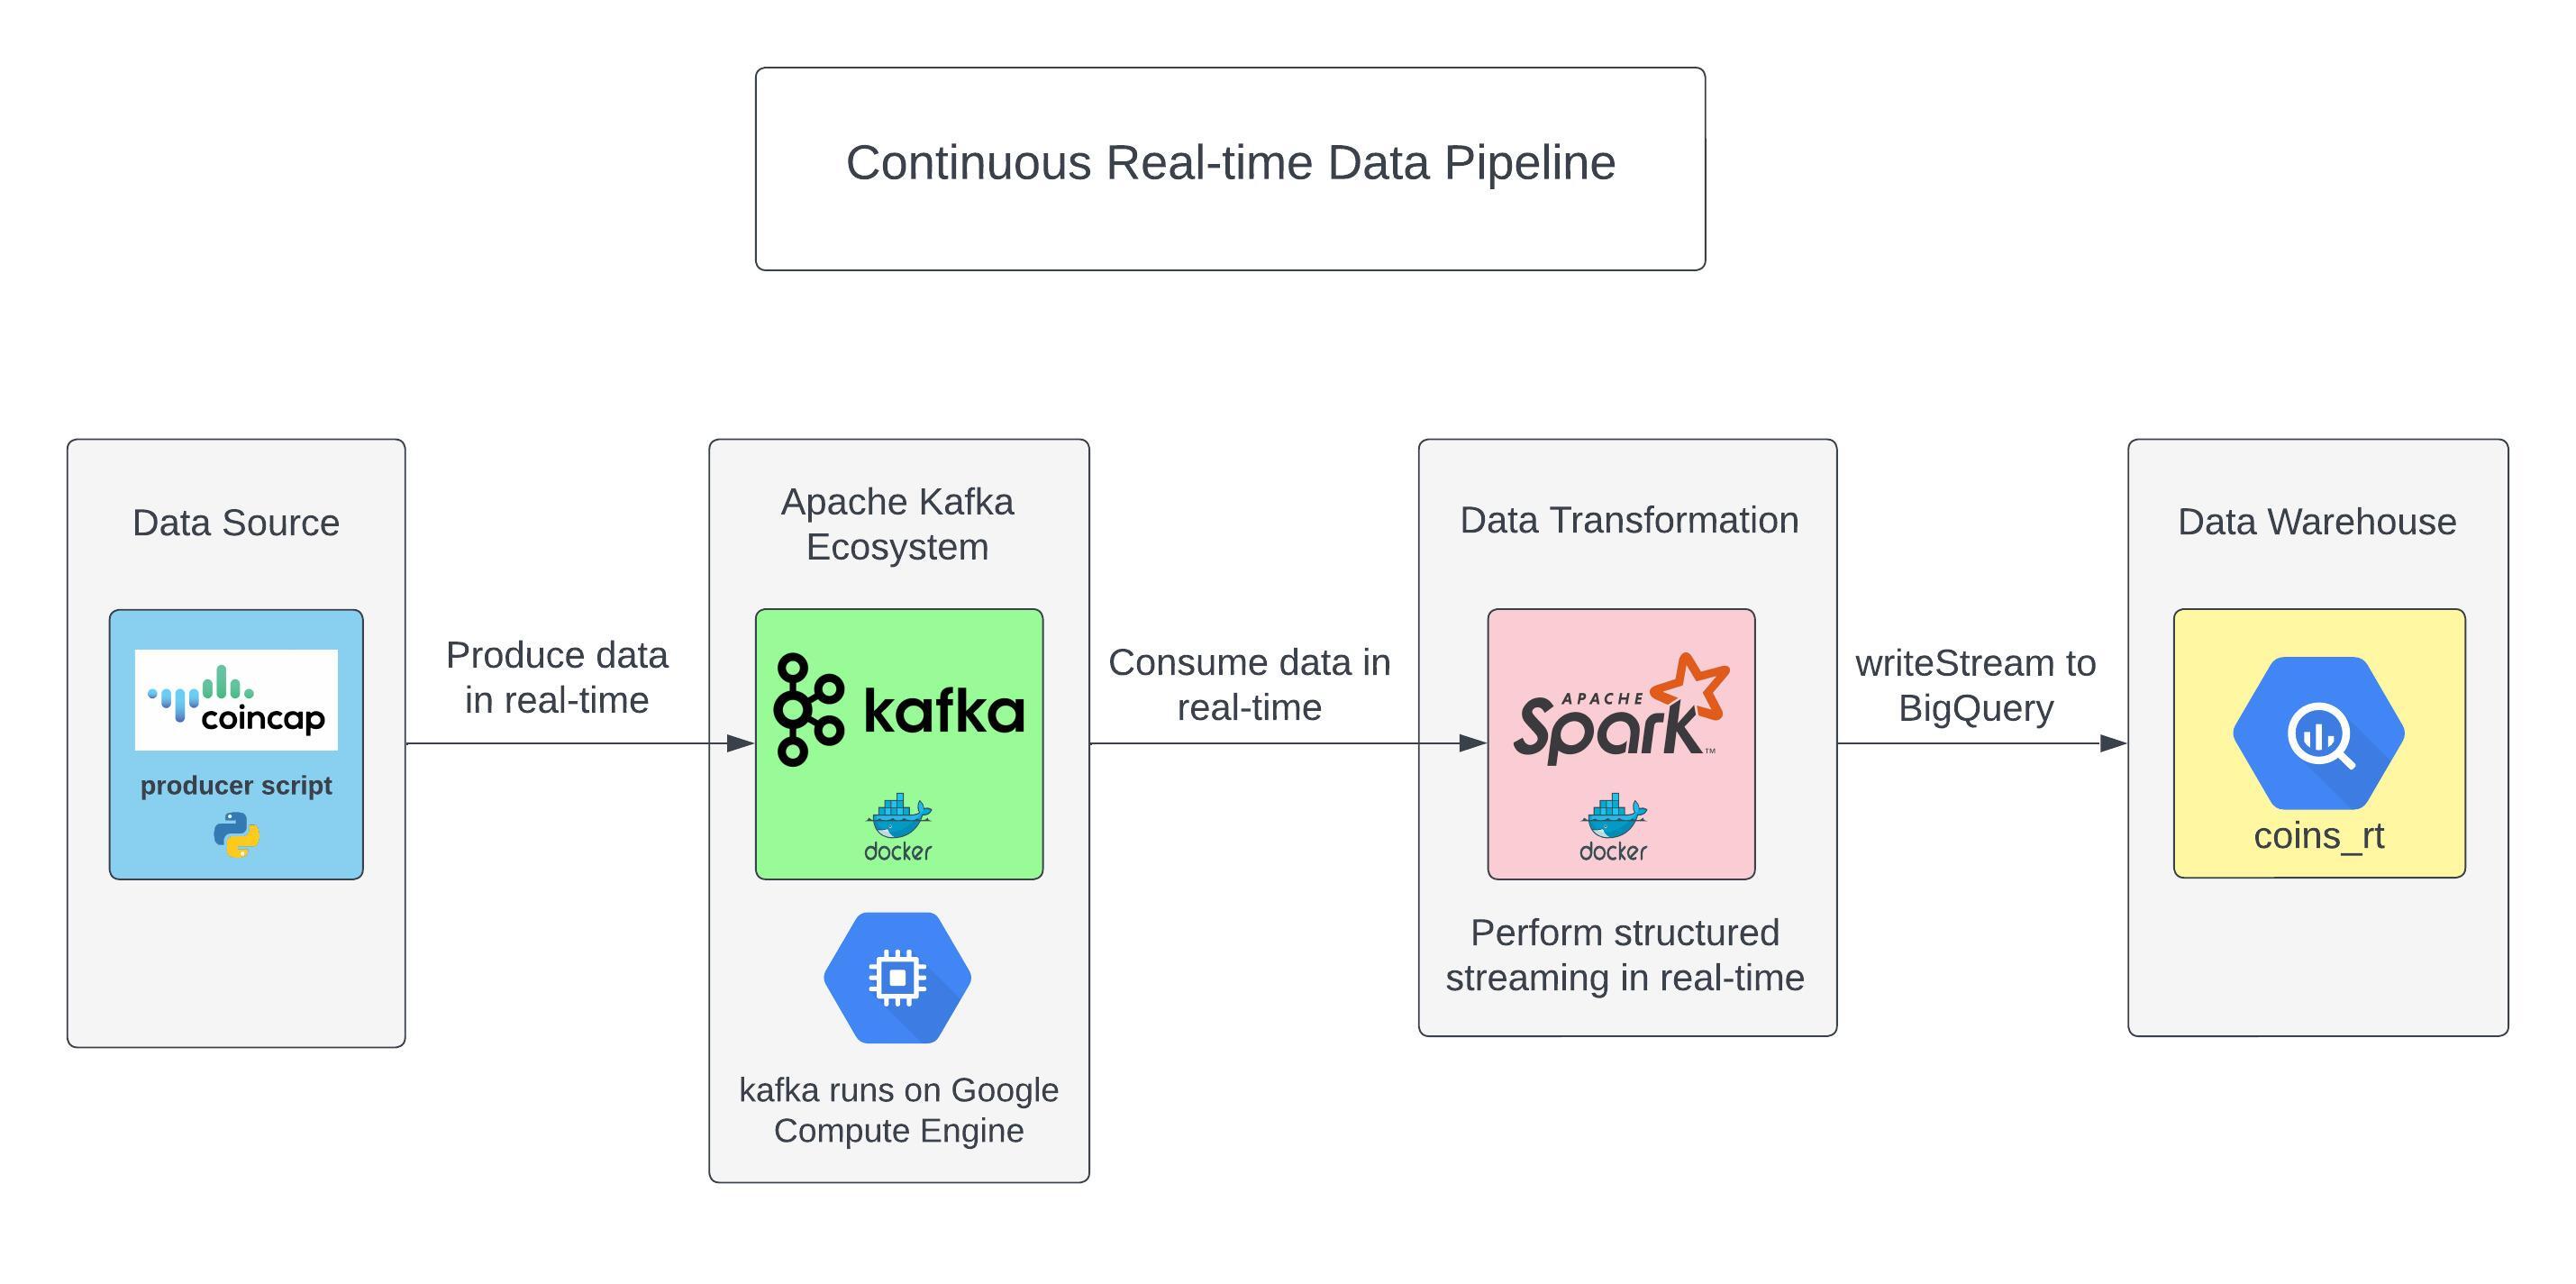 Continuous Real-time Data Pipeline
Data Source
coincap
producer script
Produce data
in real-time
Apache Kafka
Ecosystem
kafka
docker
kafka runs on Google
Compute Engine
Consume data in
real-time
Data Transformation
APACHE
Spark™
docker
Perform structured
streaming in real-time
writeStream to
BigQuery
Data Warehouse
coins_rt